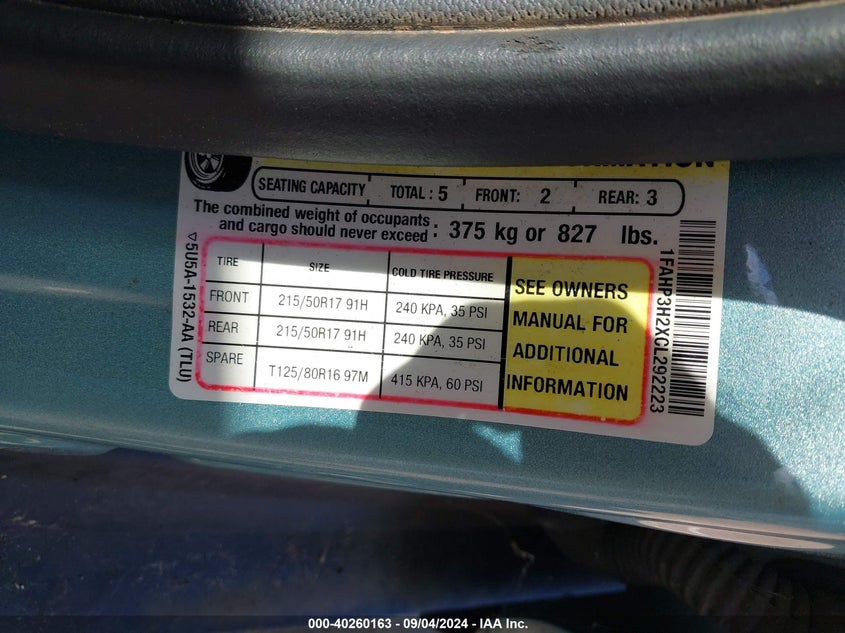 SEATING CAPACITY TOTAL : 5 FRONT: 2 REAR: 3
The combined weight of occupants
and cargo should never exceed : 375 kg or 827 lbs.
TIRE SIZE COLD TIRE PRESSURE
FRONT 215/50R17 91H 240 KPA, 35 PSI
REAR 215/50R17 91H 240 KPA, 35 PSI
SPARE T125/80R16 97M 415 KPA, 60 PSI
SEE OWNERS
MANUAL FOR
ADDITIONAL
INFORMATION
5U5A-1532-AA (TLU)
1FAHP3H2XCL292223
000-40260163 - 09/04/2024 - IAA Inc.